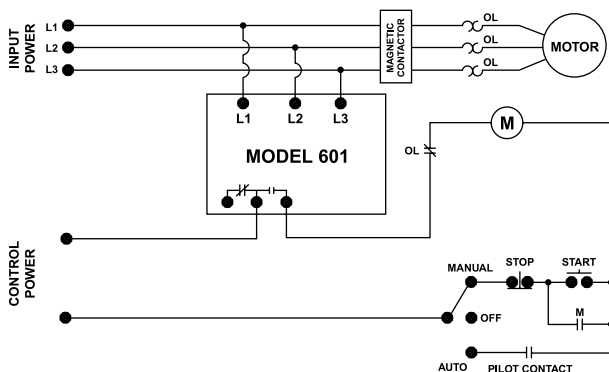 INPUT POWER
L1
L2
L3
MAGNETIC CONTACTOR
OL
OL
OL
MOTOR
L1 L2 L3
MODEL 601
OL
M
CONTROL POWER
MANUAL
STOP
START
OFF
M
AUTO
PILOT CONTACT